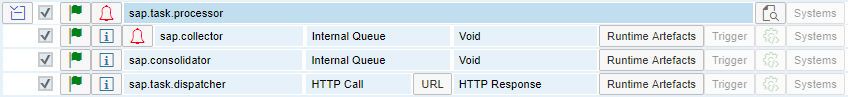 sap.task.processor Systems
sap.collector Internal Queue Void Runtime Artefacts Trigger Systems
sap.consolidator Internal Queue Void Runtime Artefacts Trigger Systems
sap.task.dispatcher HTTP Call URL HTTP Response Runtime Artefacts Trigger Systems